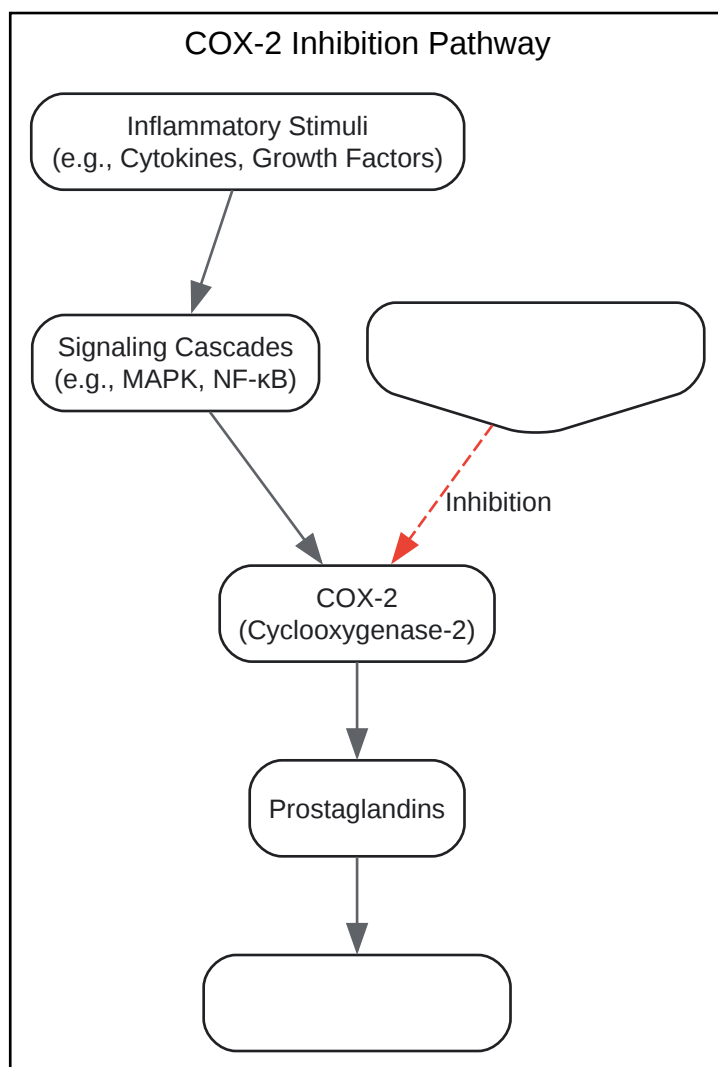 COX-2 Inhibition Pathway
Inflammatory Stimuli
(e.g., Cytokines, Growth Factors)
Signaling Cascades
(e.g., MAPK, NF-κB)
Inhibition
COX-2
(Cyclooxygenase-2)
Prostaglandins